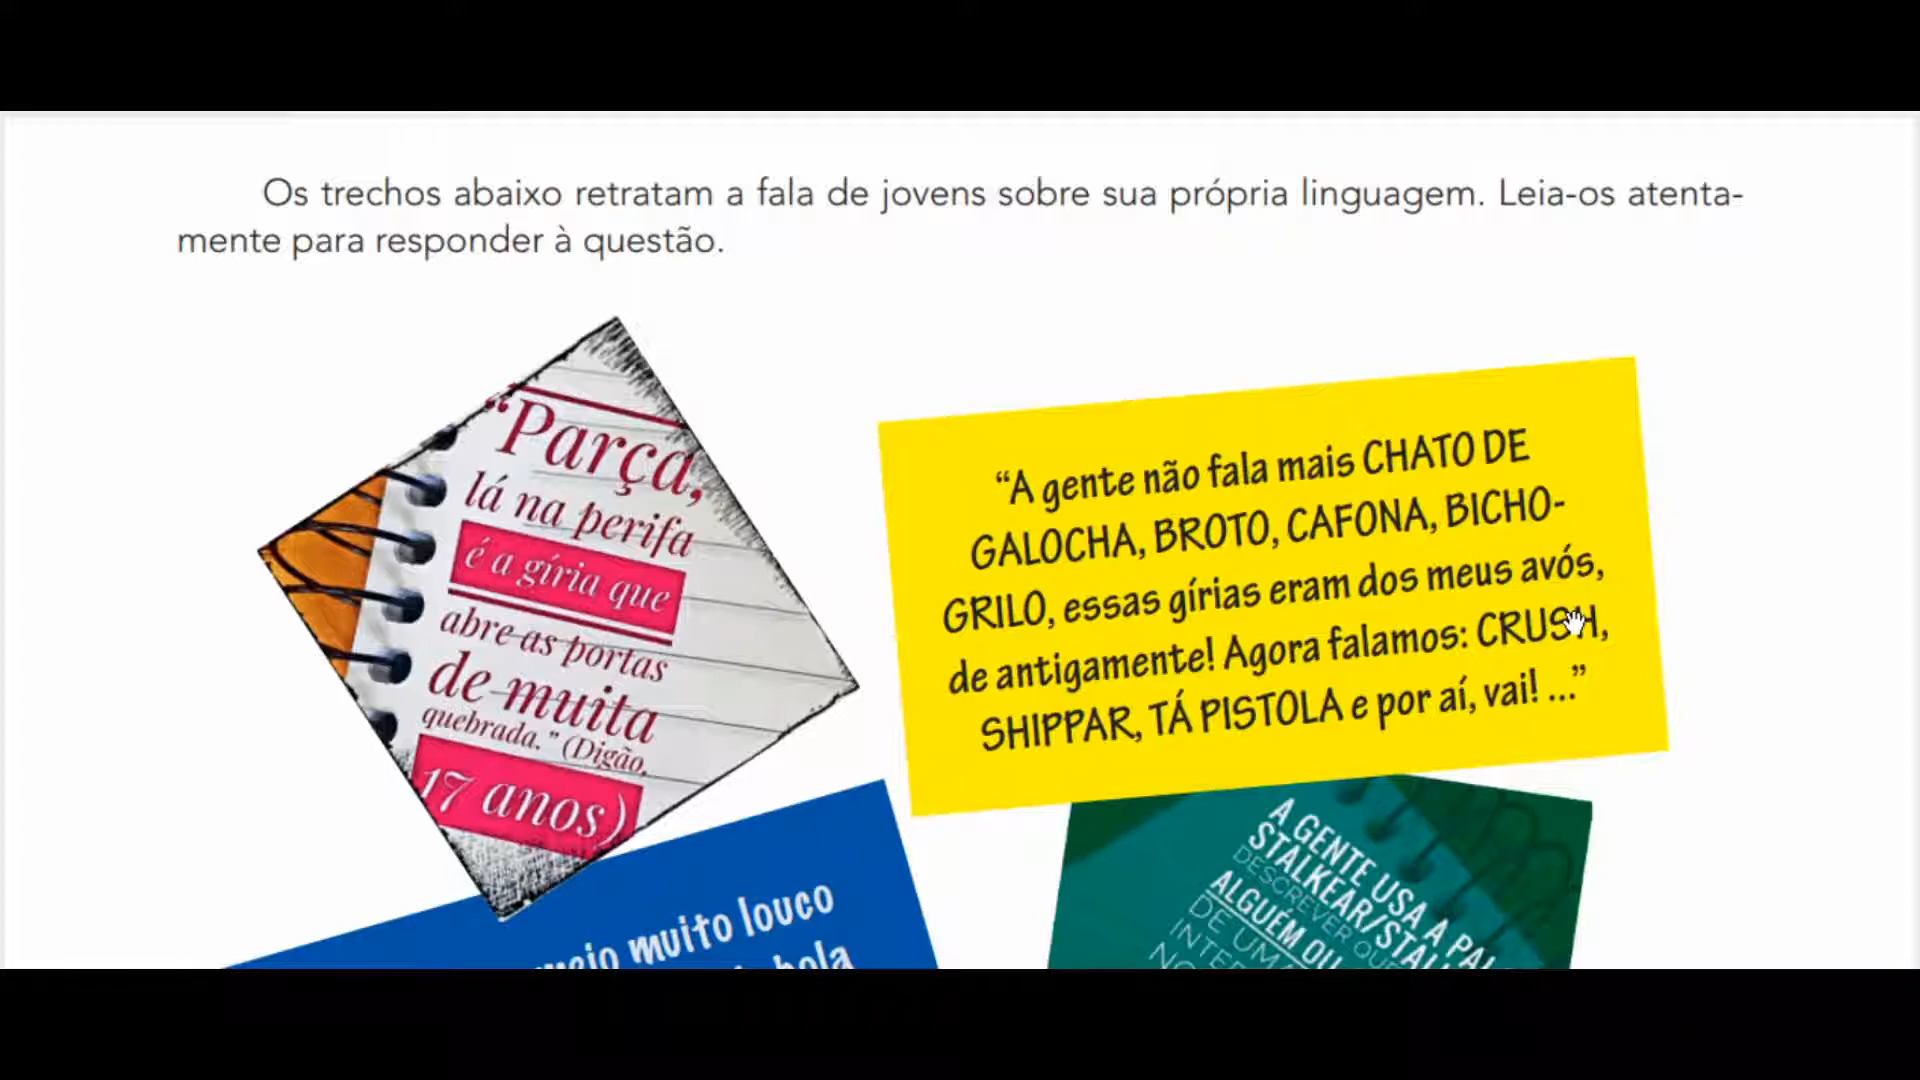 Os trechos abaixo retratam a fala de jovens sobre sua própria linguagem. Leia-os atenta-
mente para responder à questão.
“Parça,
lá na perifa
é a gíria que
abre as portas
de muita
quebrada.” (Digão,
17 anos)
“A gente não fala mais CHATO DE
GALOCHA, BROTO, CAFONA, BICHO-
GRILO, essas gírias eram dos meus avós,
de antigamente! Agora falamos: CRUSH,
SHIPPAR, TÁ PISTOLA e por aí, vai! ...”
muito louco
bola
A GENTE USA A
STALKEAR/
DESCREVER QUE
ALGUÉM OU
DE